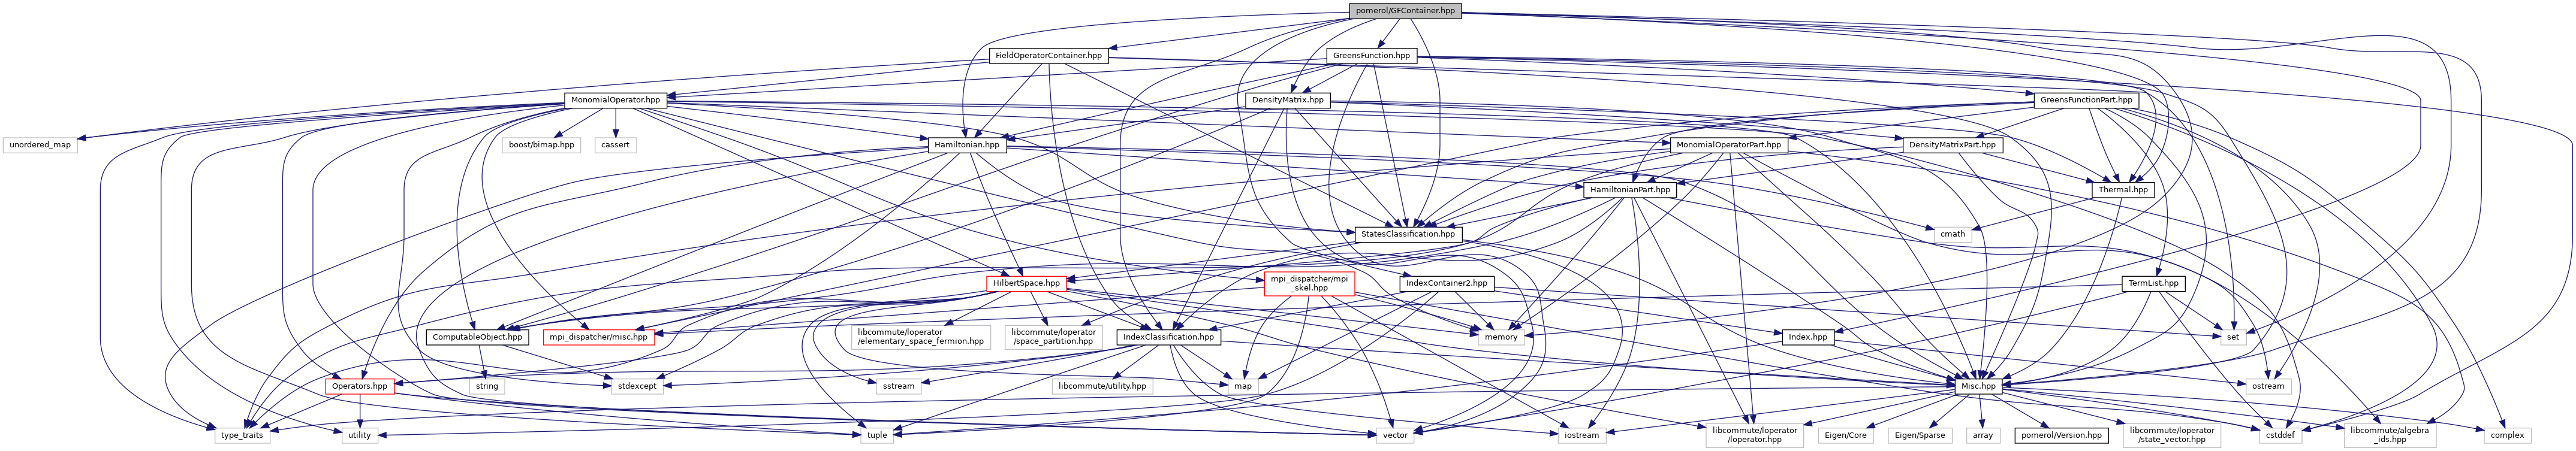 pomerol/GFContainer.hpp
FieldOperatorContainer.hpp
GreensFunction.hpp
MonomialOperator.hpp
DensityMatrix.hpp
GreensFunctionPart.hpp
unordered_map
boost/bimap.hpp
cassert
Hamiltonian.hpp
MonomialOperatorPart.hpp
DensityMatrixPart.hpp
HamiltonianPart.hpp
Thermal.hpp
StatesClassification.hpp
cmath
HilbertSpace.hpp
mpi_dispatcher/mpi
_skel.hpp
IndexContainer2.hpp
TermList.hpp
ComputableObject.hpp
mpi_dispatcher/misc.hpp
libcommute/loperator
/elementary_space_fermion.hpp
libcommute/loperator
/space_partition.hpp
IndexClassification.hpp
memory
Index.hpp
set
Operators.hpp
string
stdexcept
sstream
libcommute/utility.hpp
map
Misc.hpp
ostream
type_traits
utility
tuple
vector
iostream
libcommute/loperator
/loperator.hpp
Eigen/Core
Eigen/Sparse
array
pomerol/Version.hpp
libcommute/loperator
/state_vector.hpp
cstddef
libcommute/algebra
_ids.hpp
complex